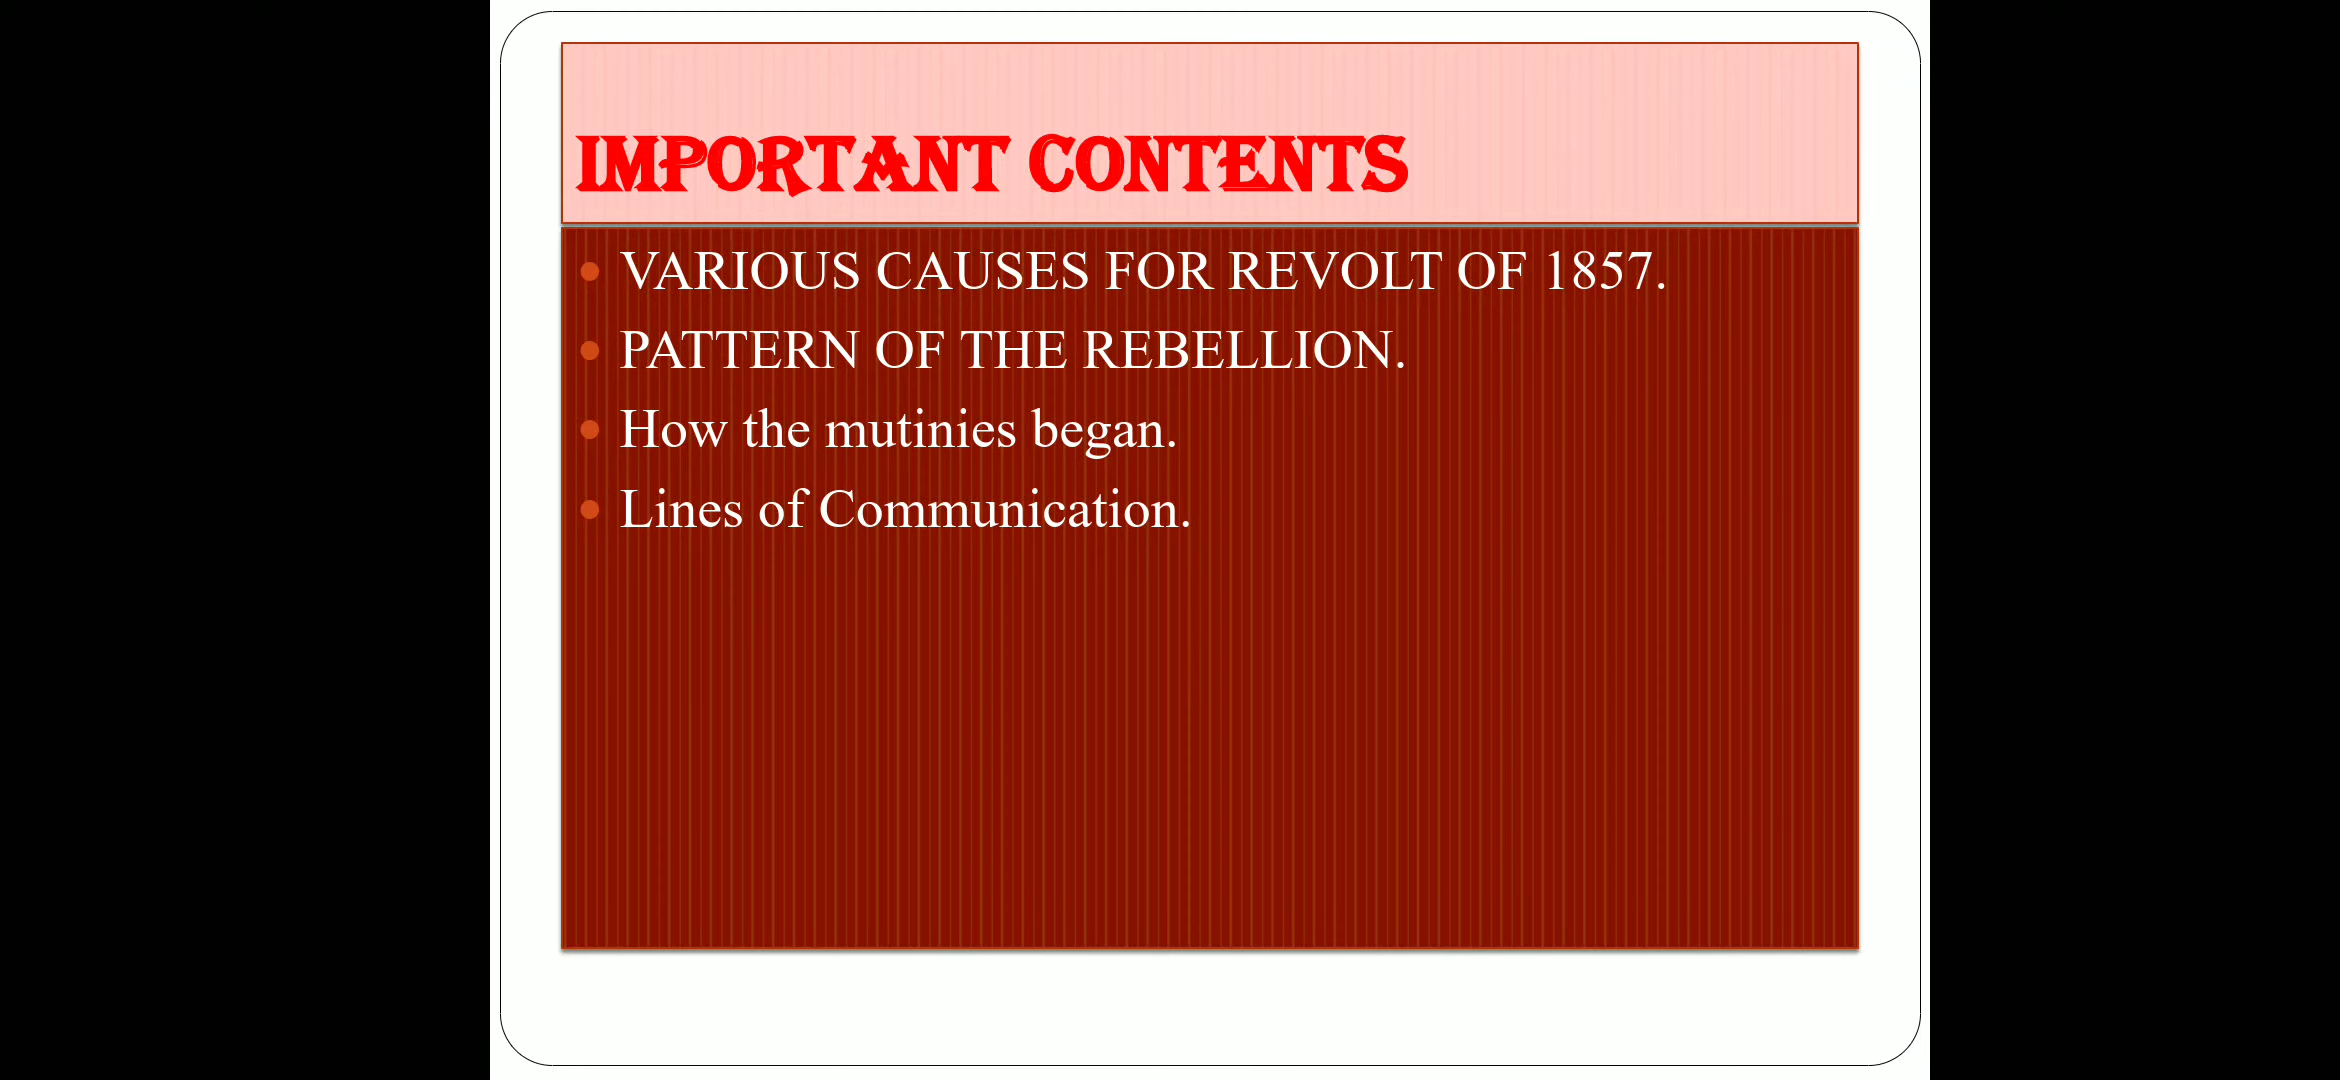 IMPORTANT CONTENTS
VARIOUS CAUSES FOR REVOLT OF 1857.
PATTERN OF THE REBELLION.
How the mutinies began.
Lines of Communication.